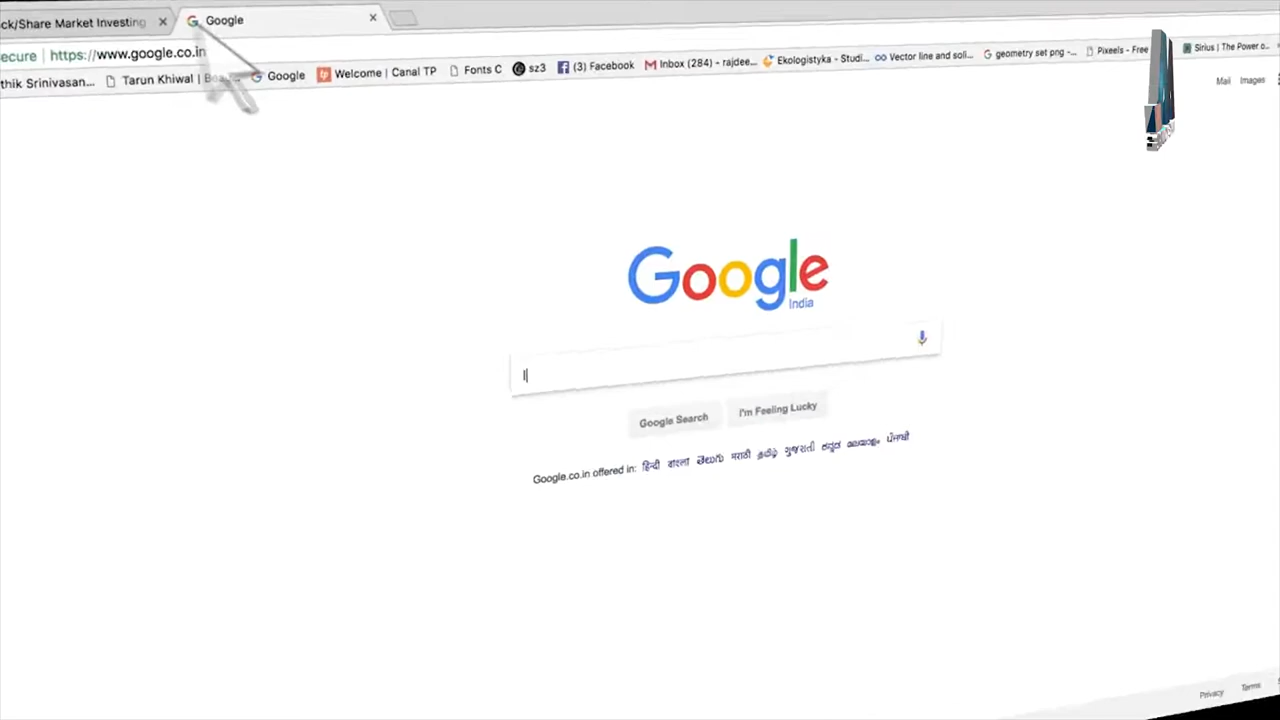 ck/Share Market Investing
Google
ecure https://www.google.co.in
thik Srinivasan... Tarun Khiwal | Google Welcome | Canal TP Fonts C sz3 (3) Facebook Inbox (284) - rajdee... Ekologistyka - Studi... Vector line and soli... geometry set png -... Pixeels - Free Sirius | The Power o...
Mail Images
Google
India
Google Search I'm Feeling Lucky
Google.co.in offered in: हिन्दी বাংলা తెలుగు मराठी தமிழ் ગુજરાતી ಕನ್ನಡ മലയാളം ਪੰਜਾਬੀ
Privacy Terms